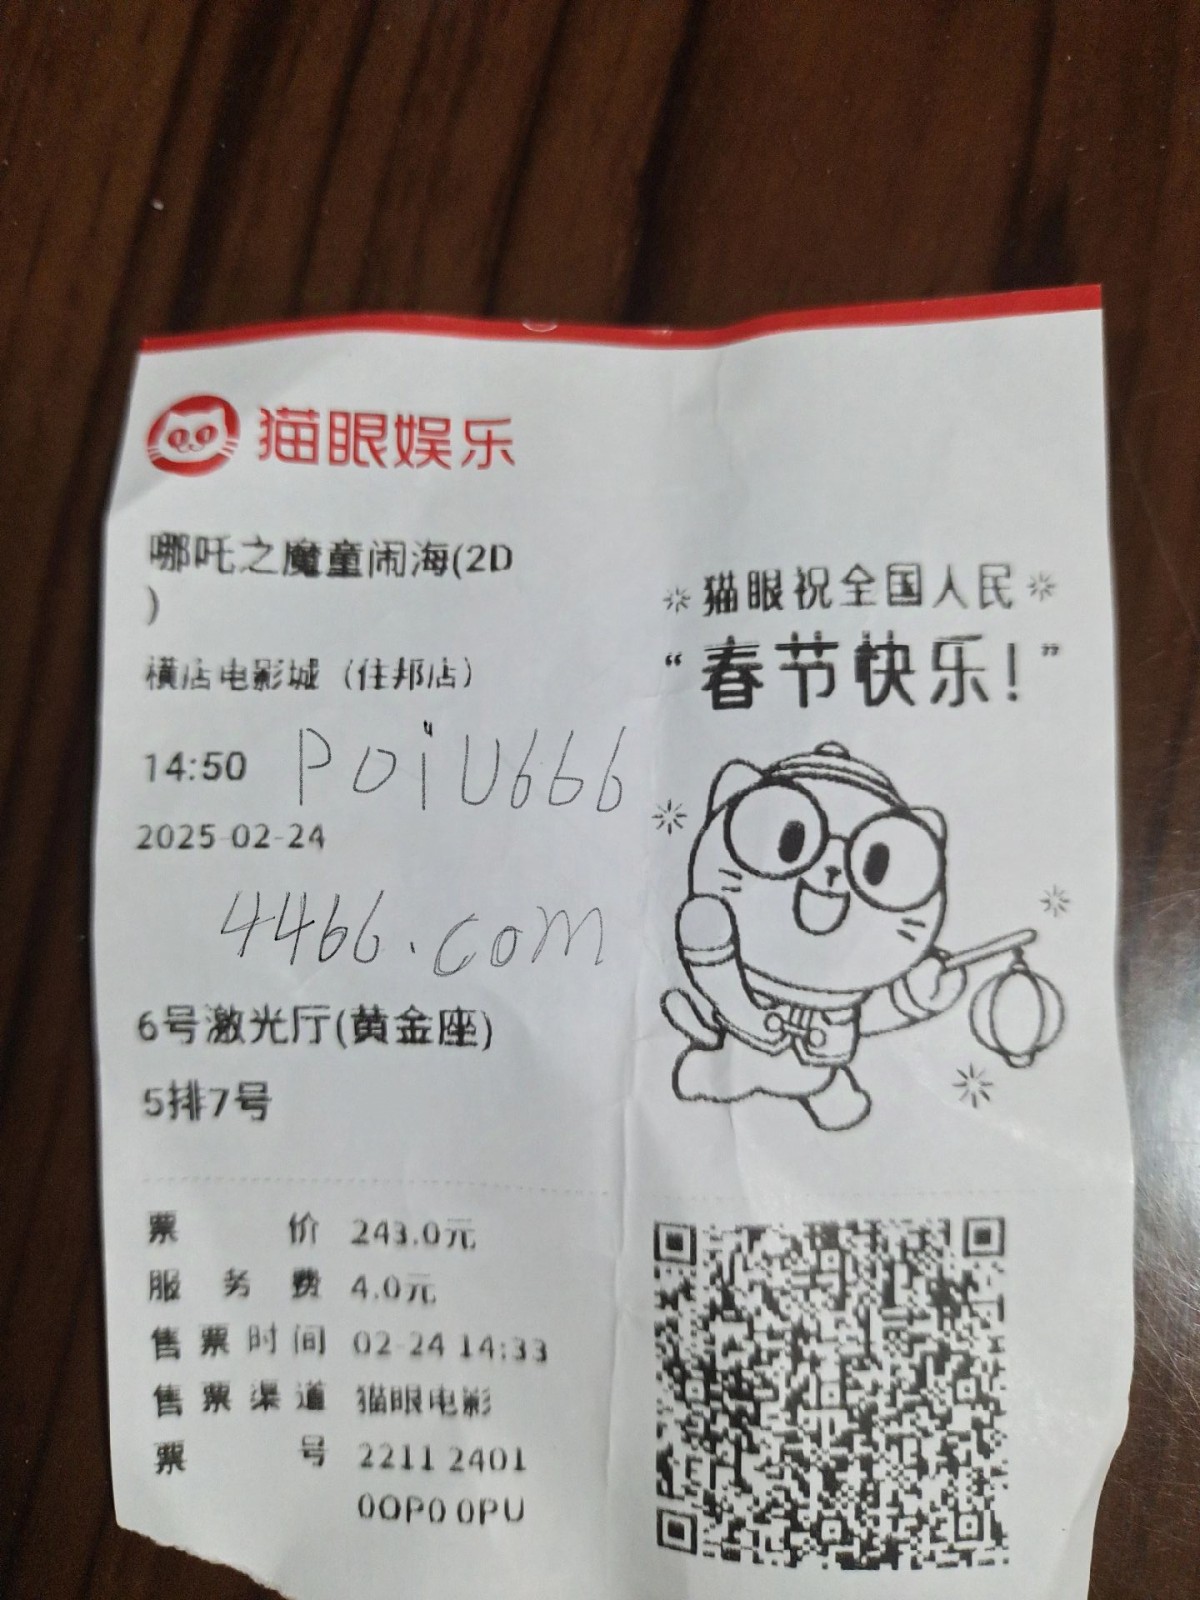 猫眼娱乐
哪吒之魔童闹海(2D
)
横店电影城（住邦店）
14:50
PoiU666
2025-02-24
4466.com
6号激光厅(黄金座)
5排7号
票价 243.0元
服务费 4.0元
售票时间 02-24 14:33
售票渠道 猫眼电影
票号 2211 2401
0OP0 0PU
猫眼祝全国人民
“春节快乐！”